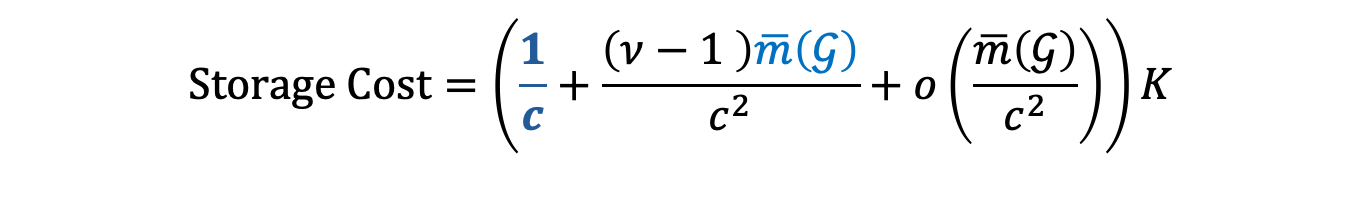 Storage Cost = (1/c + (ν − 1 )m̅(𝒢)/c² + o(m̅(𝒢)/c²)) K